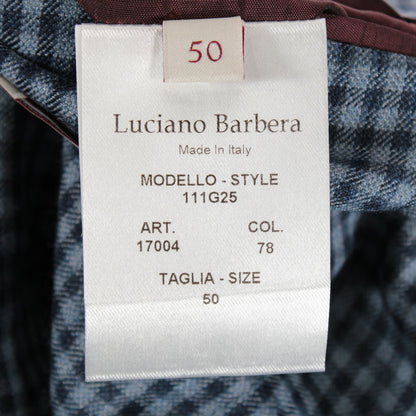 50
Luciano Barbera
Made In Italy
MODELLO - STYLE
111G25
ART. COL.
17004 78
TAGLIA - SIZE
50